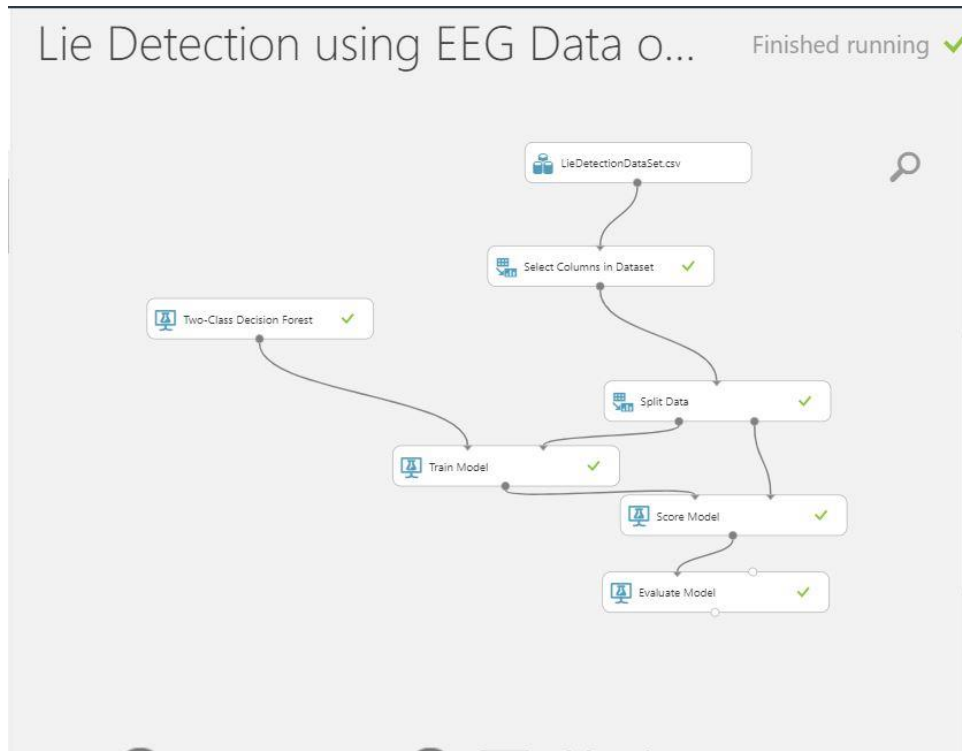 Lie Detection using EEG Data o...
Finished running
LieDetectionDataSet.csv
Select Columns in Dataset
Two-Class Decision Forest
Split Data
Train Model
Score Model
Evaluate Model